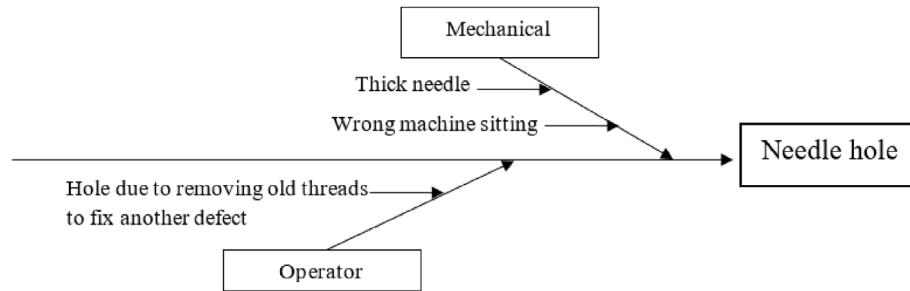 Mechanical
Thick needle
Wrong machine sitting
Needle hole
Hole due to removing old threads
to fix another defect
Operator